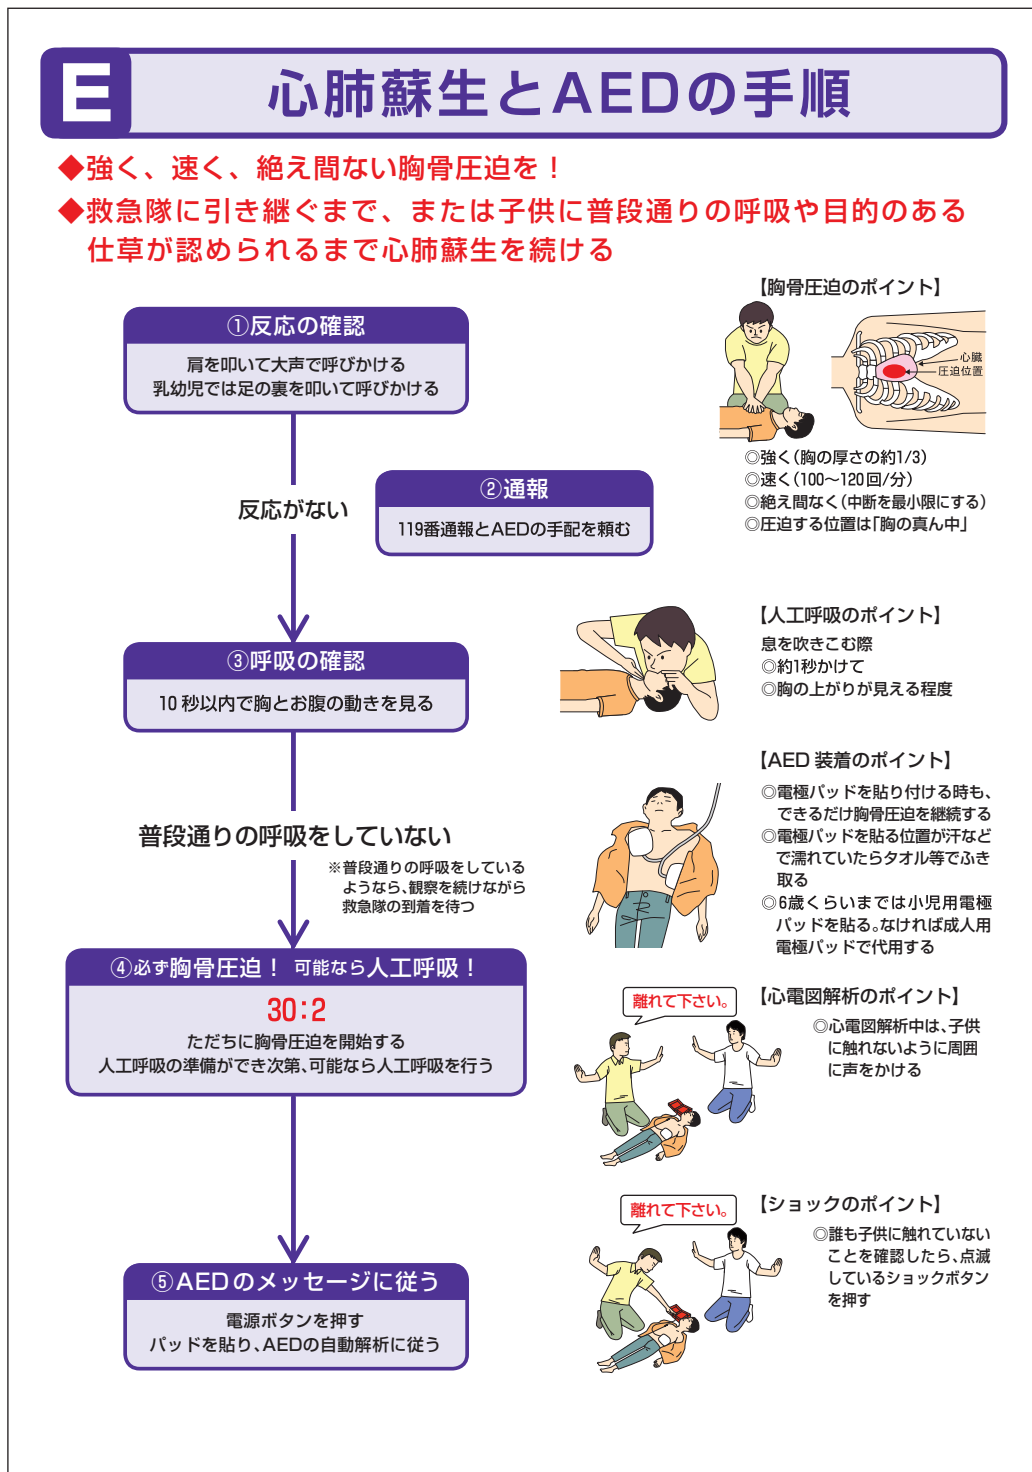 E 心肺蘇生とAEDの手順
◆強く、速く、絶え間ない胸骨圧迫を！
◆救急隊に引き継ぐまで、または子供に普段通りの呼吸や目的のある
仕草が認められるまで心肺蘇生を続ける
①反応の確認
肩を叩いて大声で呼びかける
乳幼児では足の裏を叩いて呼びかける
反応がない
②通報
119番通報とAEDの手配を頼む
③呼吸の確認
10秒以内で胸とお腹の動きを見る
普段通りの呼吸をしていない
※普段通りの呼吸をしている
ようなら、観察を続けながら
救急隊の到着を待つ
④必ず胸骨圧迫！ 可能なら人工呼吸！
30：2
ただちに胸骨圧迫を開始する
人工呼吸の準備ができ次第、可能なら人工呼吸を行う
⑤AEDのメッセージに従う
電源ボタンを押す
パッドを貼り、AEDの自動解析に従う
【胸骨圧迫のポイント】
心臓
圧迫位置
◎強く（胸の厚さの約1/3）
◎速く（100～120回/分）
◎絶え間なく（中断を最小限にする）
◎圧迫する位置は「胸の真ん中」
【人工呼吸のポイント】
息を吹きこむ際
◎約1秒かけて
◎胸の上がりが見える程度
【AED 装着のポイント】
◎電極パッドを貼り付ける時も、
できるだけ胸骨圧迫を継続する
◎電極パッドを貼る位置が汗など
で濡れていたらタオル等でふき
取る
◎6歳くらいまでは小児用電極
パッドを貼る。なければ成人用
電極パッドで代用する
離れて下さい。
【心電図解析のポイント】
◎心電図解析中は、子供
に触れないように周囲
に声をかける
離れて下さい。
【ショックのポイント】
◎誰も子供に触れていない
ことを確認したら、点滅
しているショックボタン
を押す